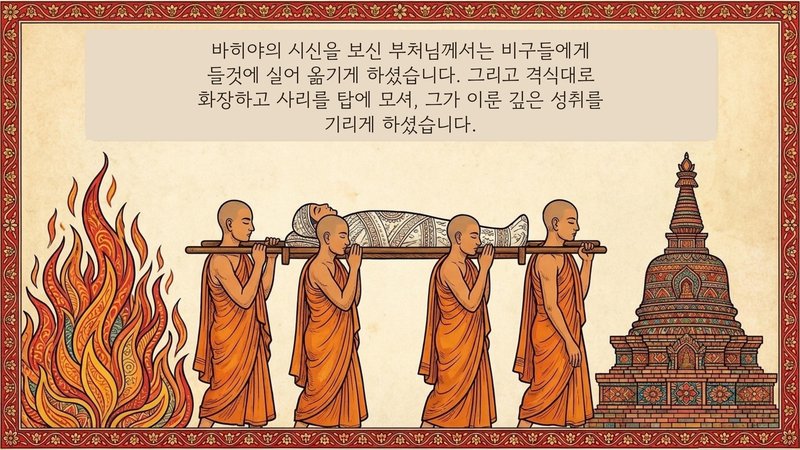 바히야의 시신을 보신 부처님께서는 비구들에게
들것에 실어 옮기게 하셨습니다. 그리고 격식대로
화장하고 사리를 탑에 모셔, 그가 이룬 깊은 성취를
기리게 하셨습니다.